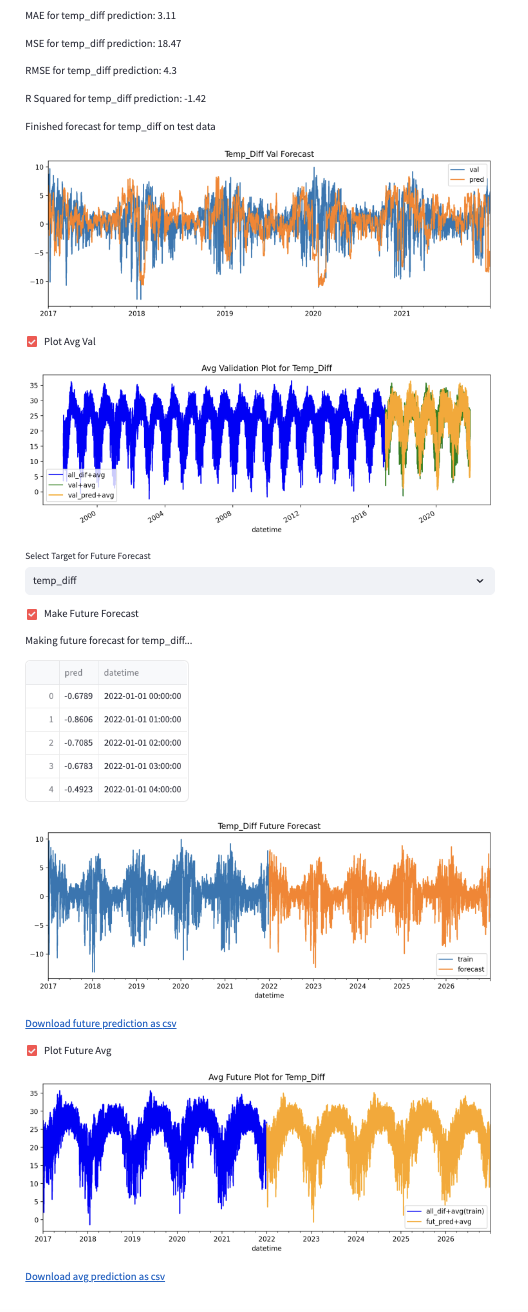 MAE for temp_diff prediction: 3.11
MSE for temp_diff prediction: 18.47
RMSE for temp_diff prediction: 4.3
R Squared for temp_diff prediction: -1.42
Finished forecast for temp_diff on test data
Temp_Diff Val Forecast
10
5
0
−5
−10
val
pred
2017 2018 2019 2020 2021
Plot Avg Val
Avg Validation Plot for Temp_Diff
35
30
25
20
15
10
5
0
all_dif+avg
val+avg
val_pred+avg
2000 2004 2008 2012 2016 2020
datetime
Select Target for Future Forecast
temp_diff
Make Future Forecast
Making future forecast for temp_diff...
pred datetime
0 -0.6789 2022-01-01 00:00:00
1 -0.8606 2022-01-01 01:00:00
2 -0.7085 2022-01-01 02:00:00
3 -0.6783 2022-01-01 03:00:00
4 -0.4923 2022-01-01 04:00:00
Temp_Diff Future Forecast
10
5
0
−5
−10
train
forecast
2017 2018 2019 2020 2021 2022 2023 2024 2025 2026
datetime
Download future prediction as csv
Plot Future Avg
Avg Future Plot for Temp_Diff
35
30
25
20
15
10
5
0
all_dif+avg(train)
fut_pred+avg
2017 2018 2019 2020 2021 2022 2023 2024 2025 2026
datetime
Download avg prediction as csv